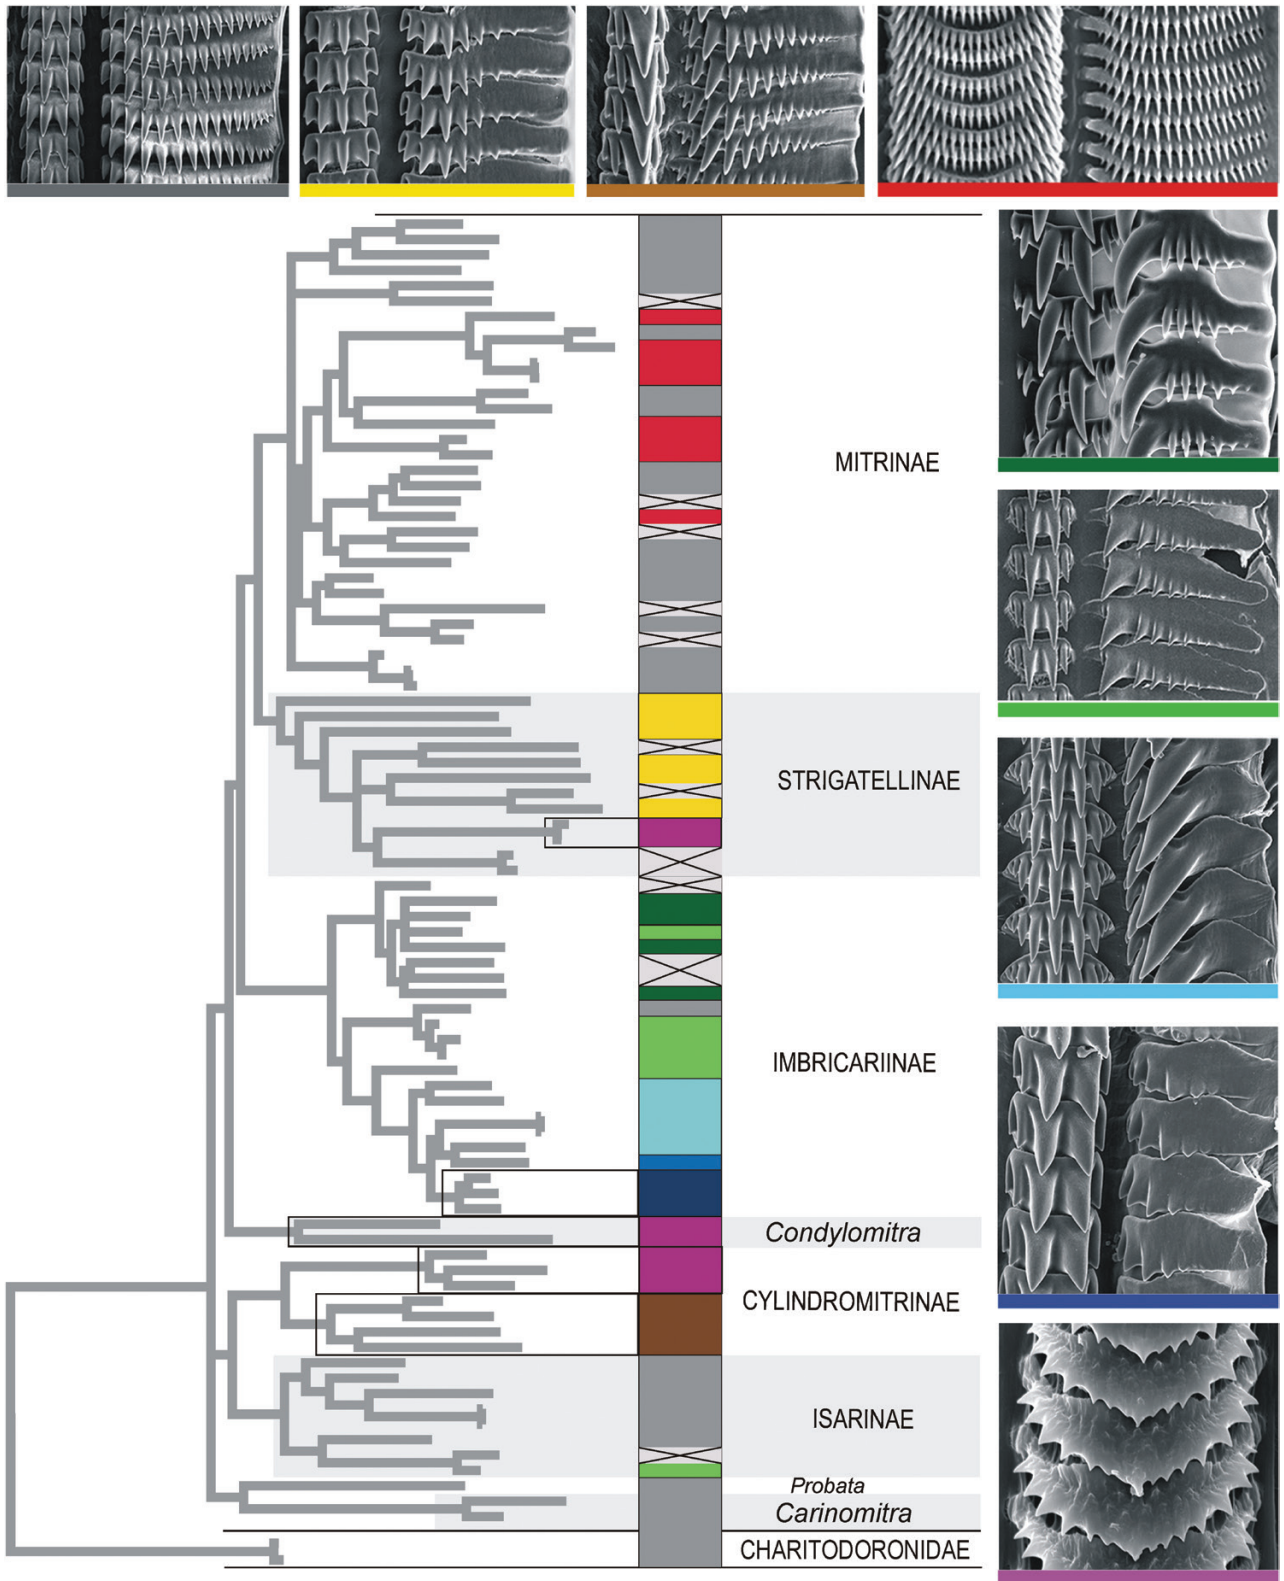 MITRINAE
STRIGATELLINAE
IMBRICARIINAE
Condylomitra
CYLINDROMITRINAE
ISARINAE
Probata
Carinomitra
CHARITODORONIDAE